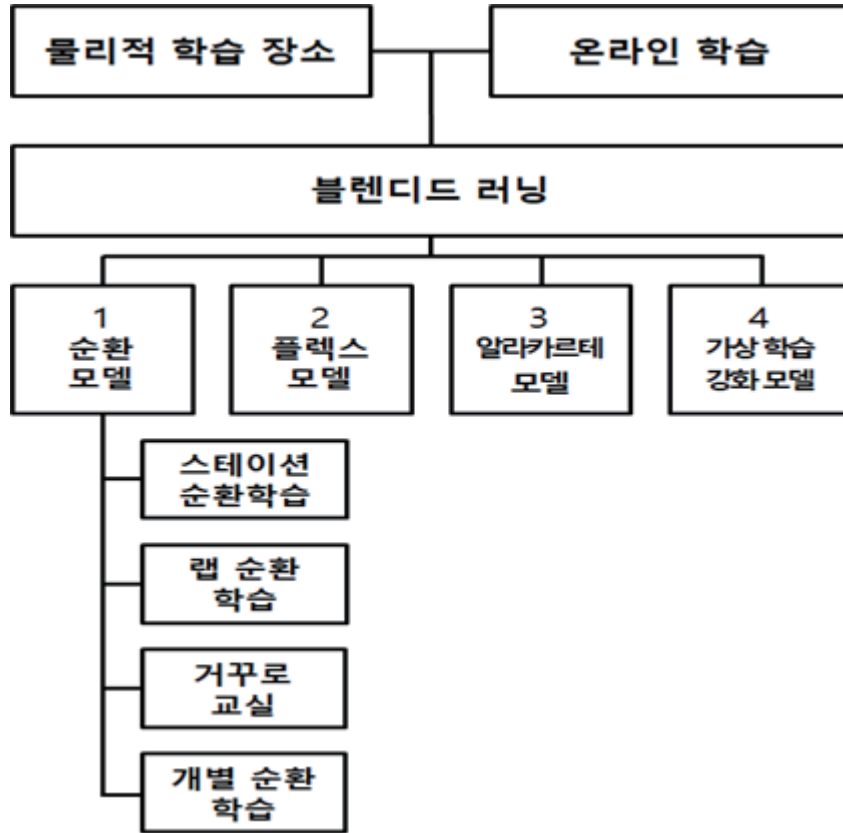 물리적 학습 장소
온라인 학습
블렌디드 러닝
1
순환
모델
2
플렉스
모델
3
알라카르테
모델
4
가상 학습
강화 모델
스테이션
순환학습
랩 순환
학습
거꾸로
교실
개별 순환
학습